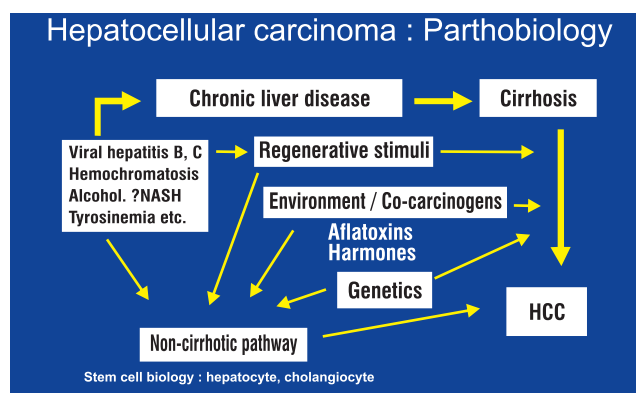 Hepatocellular carcinoma : Parthobiology
Chronic liver disease
Cirrhosis
Viral hepatitis B, C
Hemochromatosis
Alcohol. ?NASH
Tyrosinemia etc.
Regenerative stimuli
Environment / Co-carcinogens
Aflatoxins
Harmones
Genetics
HCC
Non-cirrhotic pathway
Stem cell biology : hepatocyte, cholangiocyte